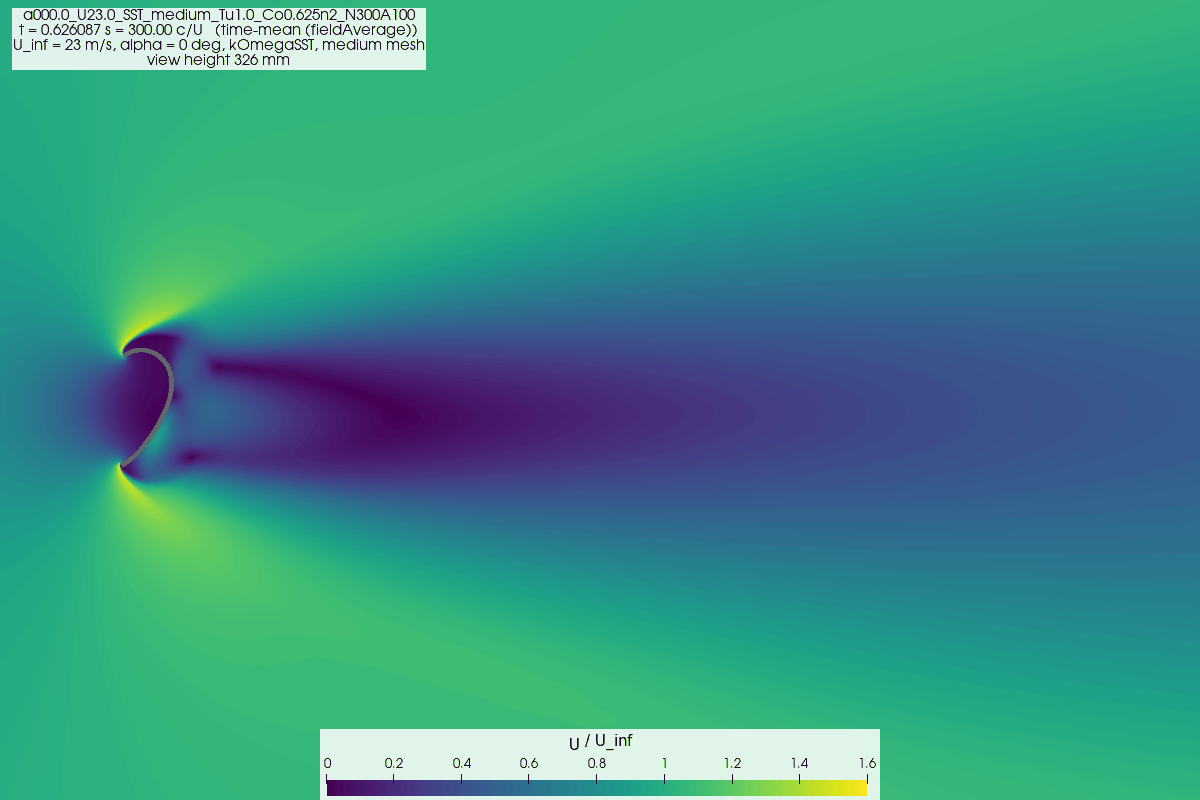 a000.0_U23.0_SST_medium_Tu1.0_Co0.625n2_N300A100
t = 0.626087 s = 300.00 c/U (time-mean (fieldAverage))
U_inf = 23 m/s, alpha = 0 deg, kOmegaSST, medium mesh
view height 326 mm
U / U_inf
0 0.2 0.4 0.6 0.8 1 1.2 1.4 1.6